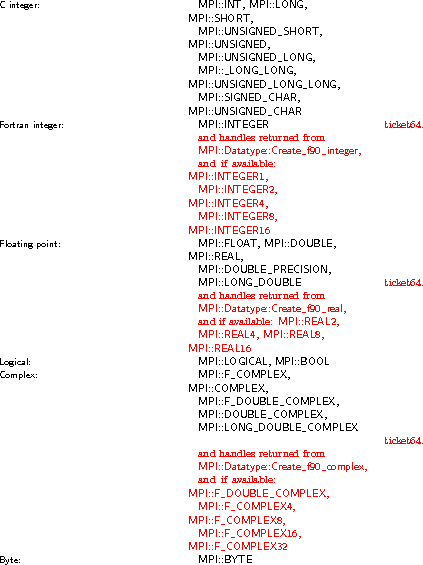 C integer: MPI::INT, MPI::LONG,
MPI::SHORT,
MPI::UNSIGNED_SHORT,
MPI::UNSIGNED,
MPI::UNSIGNED_LONG,
MPI::_LONG_LONG,
MPI::UNSIGNED_LONG_LONG,
MPI::SIGNED_CHAR,
MPI::UNSIGNED_CHAR
Fortran integer: MPI::INTEGER ticket64.
and handles returned from
MPI::Datatype::Create_f90_integer,
and if available:
MPI::INTEGER1,
MPI::INTEGER2,
MPI::INTEGER4,
MPI::INTEGER8,
MPI::INTEGER16
Floating point: MPI::FLOAT, MPI::DOUBLE,
MPI::REAL,
MPI::DOUBLE_PRECISION,
MPI::LONG_DOUBLE ticket64.
and handles returned from
MPI::Datatype::Create_f90_real,
and if available: MPI::REAL2,
MPI::REAL4, MPI::REAL8,
MPI::REAL16
Logical: MPI::LOGICAL, MPI::BOOL
Complex: MPI::F_COMPLEX,
MPI::COMPLEX,
MPI::F_DOUBLE_COMPLEX,
MPI::DOUBLE_COMPLEX,
MPI::LONG_DOUBLE_COMPLEX
ticket64.
and handles returned from
MPI::Datatype::Create_f90_complex,
and if available:
MPI::F_DOUBLE_COMPLEX,
MPI::F_COMPLEX4,
MPI::F_COMPLEX8,
MPI::F_COMPLEX16,
MPI::F_COMPLEX32
Byte: MPI::BYTE